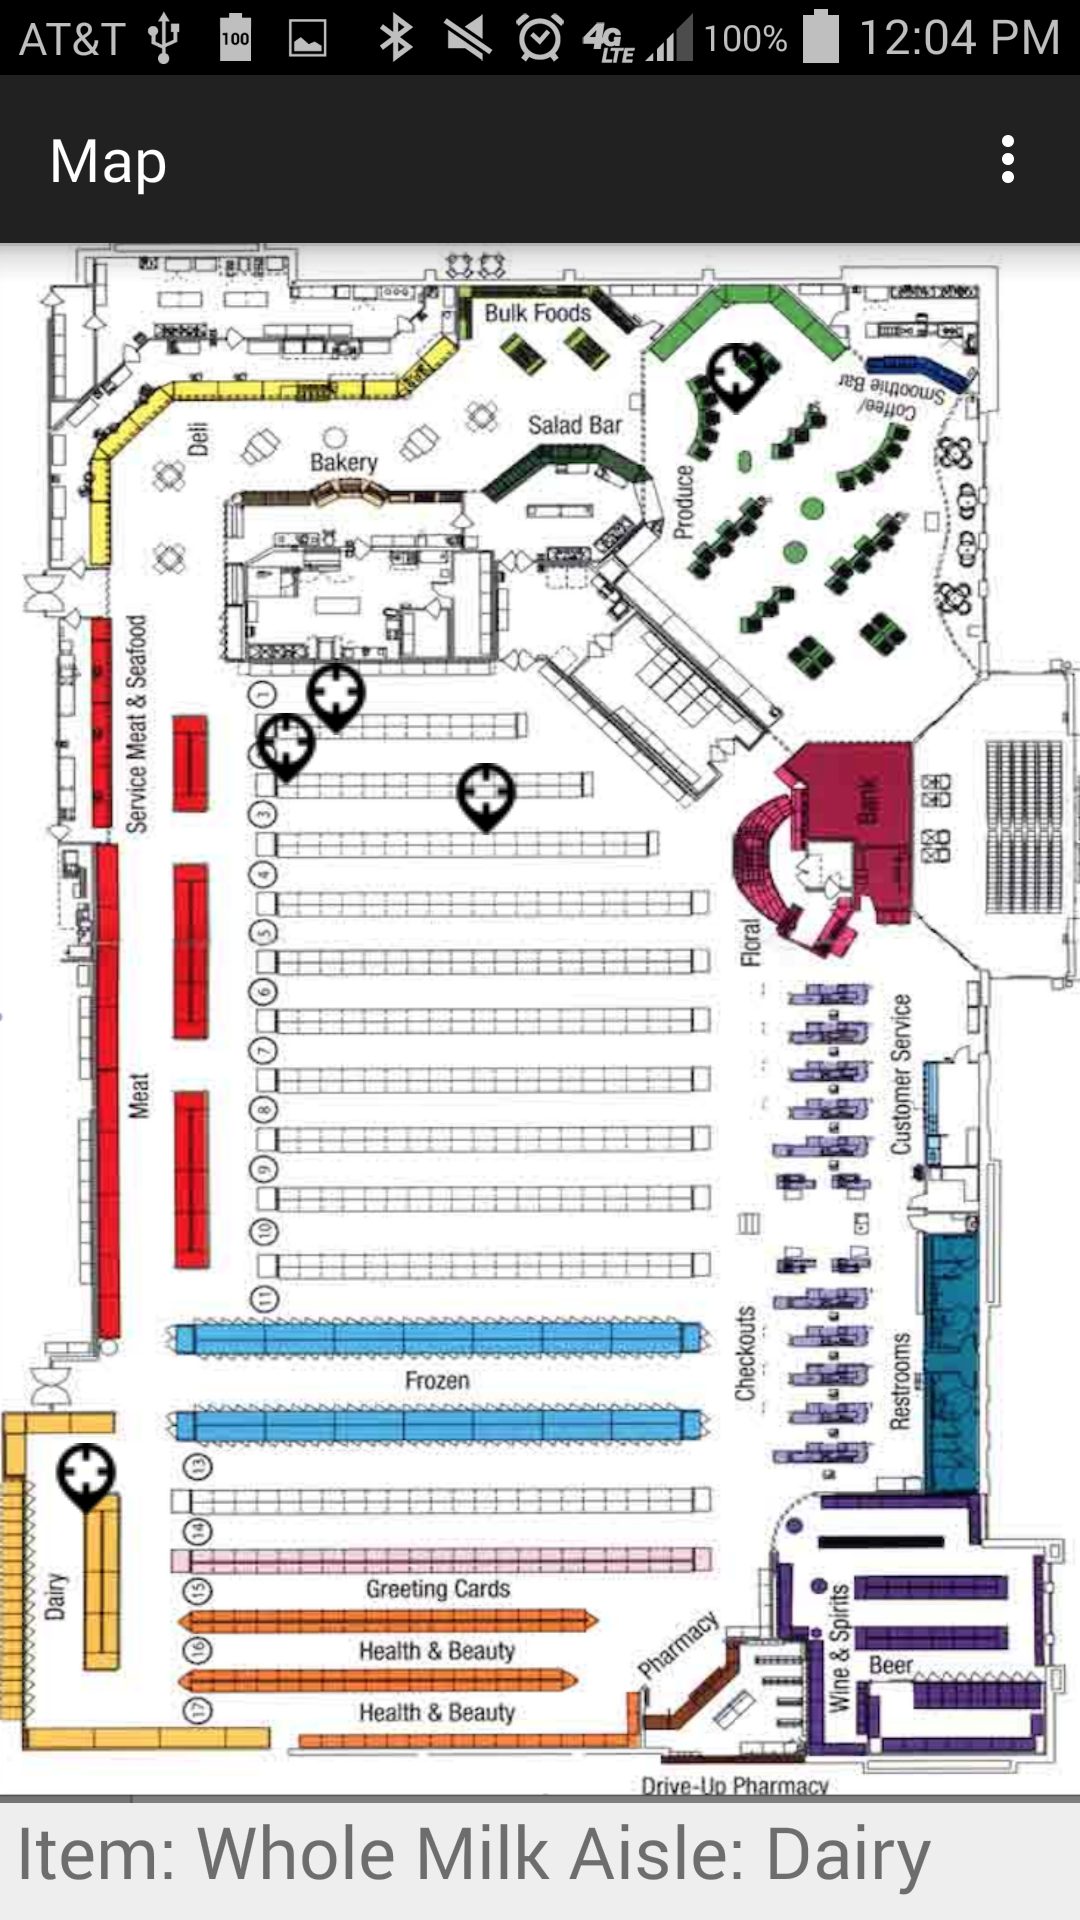 AT&T 100 4G LTE 100% 12:04 PM
Map
Bulk Foods
Coffee/
Smoothie Bar
Deli
Salad Bar
Bakery
Produce
Service Meat & Seafood
1
3
Bank
4
Floral
5
6
Customer Service
7
Meat
8
9
10
11
Checkouts
Restrooms
Frozen
13
14
Dairy
15
Greeting Cards
Wine & Spirits
16
Health & Beauty
Pharmacy
Beer
17
Health & Beauty
Drive-Up Pharmacy
Item: Whole Milk Aisle: Dairy